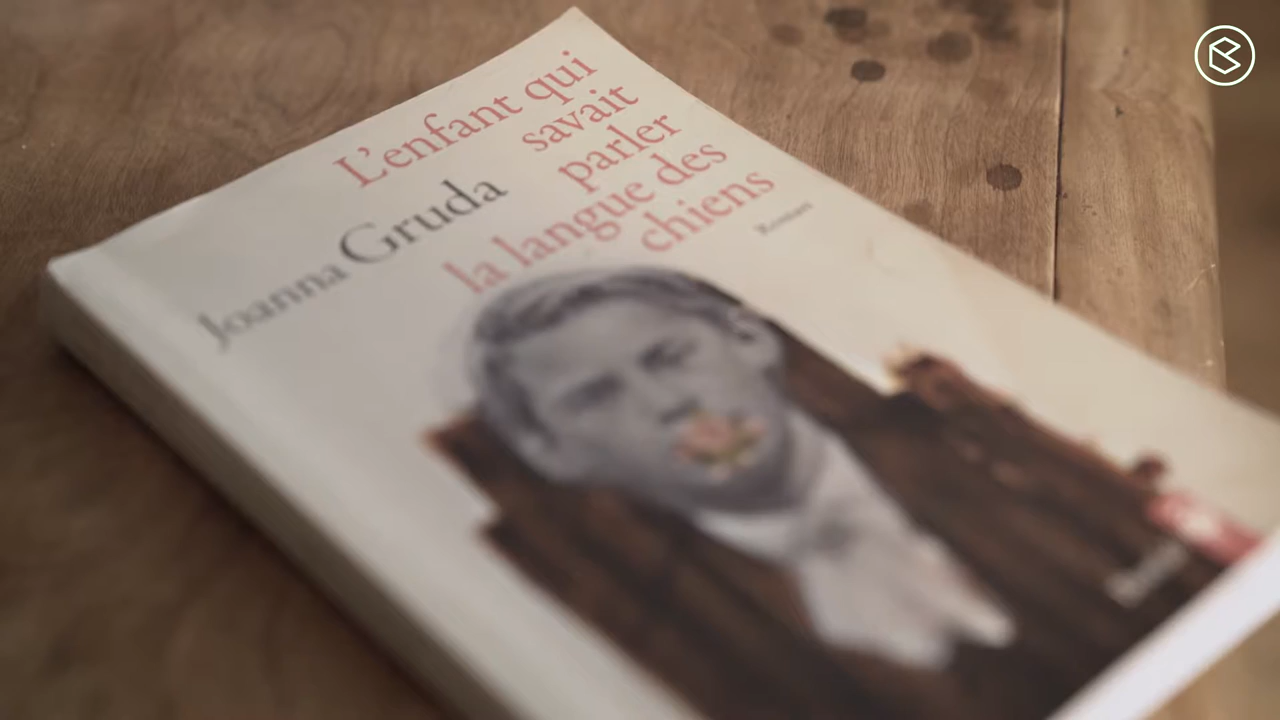 L'enfant qui
savait
parler
la langue des
chiens
Joanna Gruda
Roman